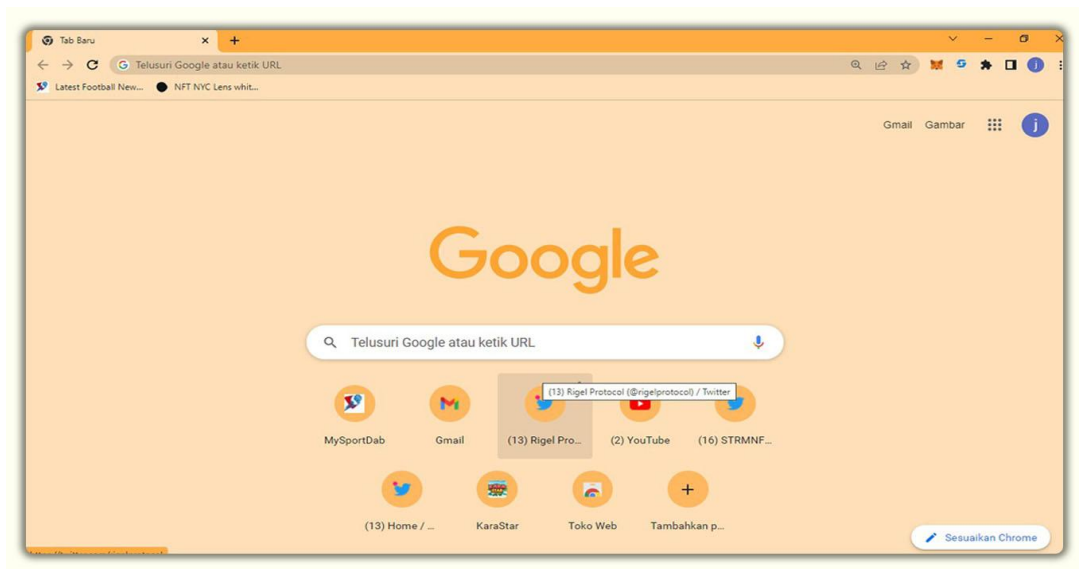 Tab Baru
Telusuri Google atau ketik URL
Latest Football New... NFT NYC Lens whit...
Gmail Gambar
j
Google
Telusuri Google atau ketik URL
(13) Rigel Protocol (@rigelprotocol) / Twitter
MySportDab Gmail (13) Rigel Pro... (2) YouTube (16) STRMNF...
(13) Home / ... KaraStar Toko Web Tambahkan p...
Sesuaikan Chrome